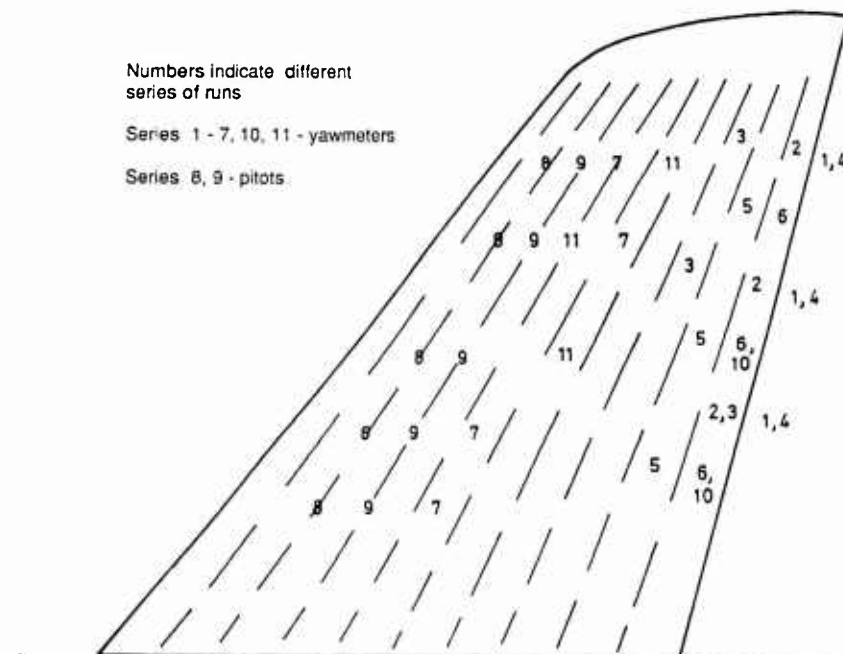 Numbers indicate different
series of runs
Series 1 - 7, 10, 11 - yawmeters
Series 8, 9 - pitots
3
2
8 9 7 11
1,4
5
6
8 9 11 7
3
2
1,4
5
6,
8 9 11
10
2,3
1,4
8 9 7
5
6,
10
8 9 7